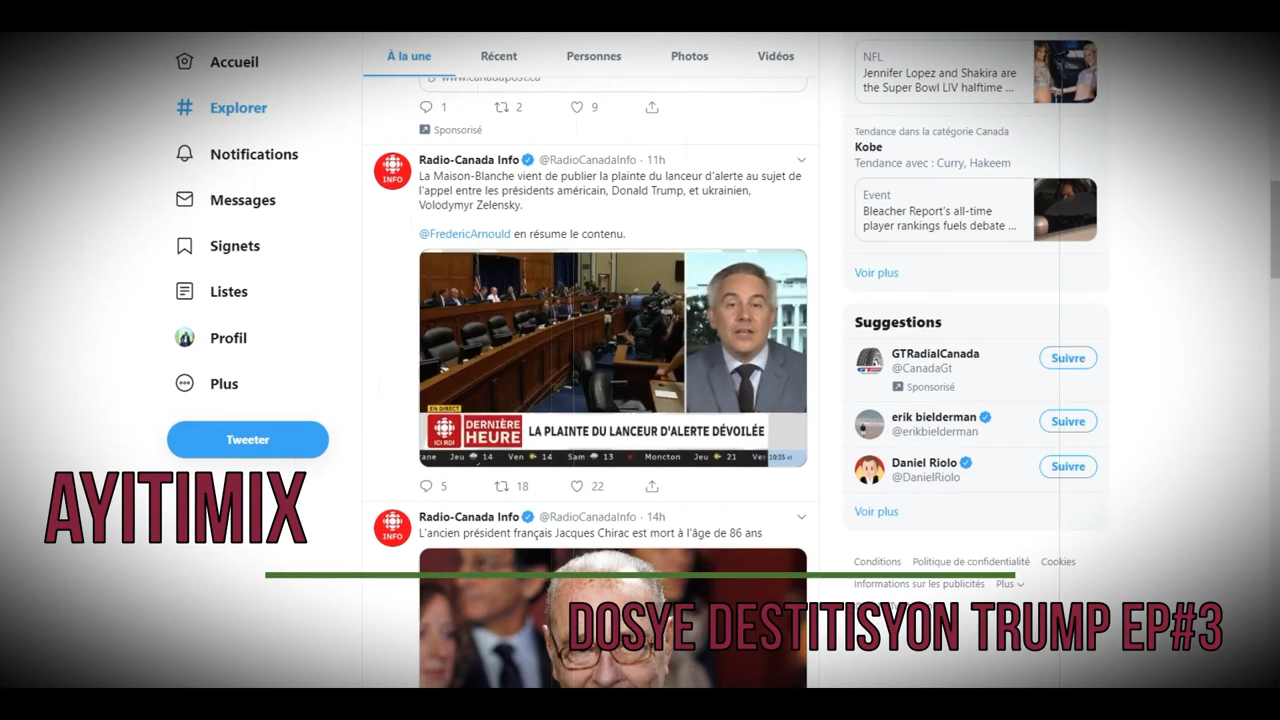 Accueil
Explorer
Notifications
Messages
Signets
Listes
Profil
Plus
Tweeter
À la une
Récent
Personnes
Photos
Vidéos
www.canadapost.ca
1
2
9
Sponsorisé
Radio-Canada Info @RadioCanadaInfo · 11h
La Maison-Blanche vient de publier la plainte du lanceur d'alerte au sujet de
l'appel entre les présidents américain, Donald Trump, et ukrainien,
Volodymyr Zelensky.
@FredericArnould en résume le contenu.
EN DIRECT
INFO
ICI RDI
DERNIÈRE
HEURE
LA PLAINTE DU LANCEUR D'ALERTE DÉVOILÉE
Jeu 14 Ven 14 Sam 13 Moncton Jeu 21 Ven
5
18
22
Radio-Canada Info @RadioCanadaInfo · 14h
INFO
L'ancien président français Jacques Chirac est mort à l'âge de 86 ans
NFL
Jennifer Lopez and Shakira are
the Super Bowl LIV halftime ...
Tendance dans la catégorie Canada
Kobe
Tendance avec : Curry, Hakeem
Event
Bleacher Report's all-time
player rankings fuels debate ...
Voir plus
Suggestions
GTRadialCanada
@CanadaGt
Sponsorisé
Suivre
erik bielderman
@erikbielderman
Suivre
Daniel Riolo
@DanielRiolo
Suivre
Voir plus
Conditions Politique de confidentialité Cookies
Informations sur les publicités Plus
AYITIMIX
DOSYE DESTITISYON TRUMP EP#3